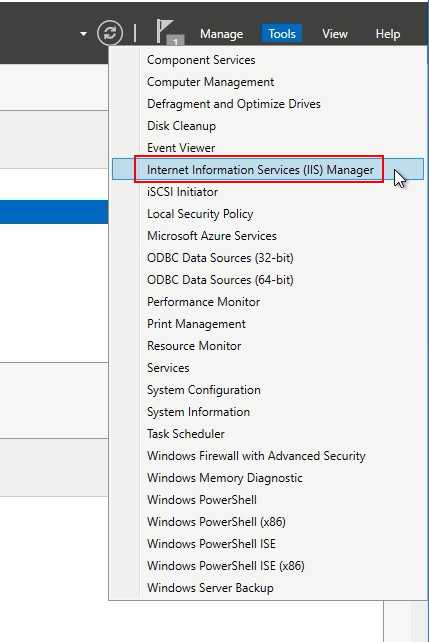 Manage Tools View Help
1
Component Services
Computer Management
Defragment and Optimize Drives
Disk Cleanup
Event Viewer
Internet Information Services (IIS) Manager
iSCSI Initiator
Local Security Policy
Microsoft Azure Services
ODBC Data Sources (32-bit)
ODBC Data Sources (64-bit)
Performance Monitor
Print Management
Resource Monitor
Services
System Configuration
System Information
Task Scheduler
Windows Firewall with Advanced Security
Windows Memory Diagnostic
Windows PowerShell
Windows PowerShell (x86)
Windows PowerShell ISE
Windows PowerShell ISE (x86)
Windows Server Backup